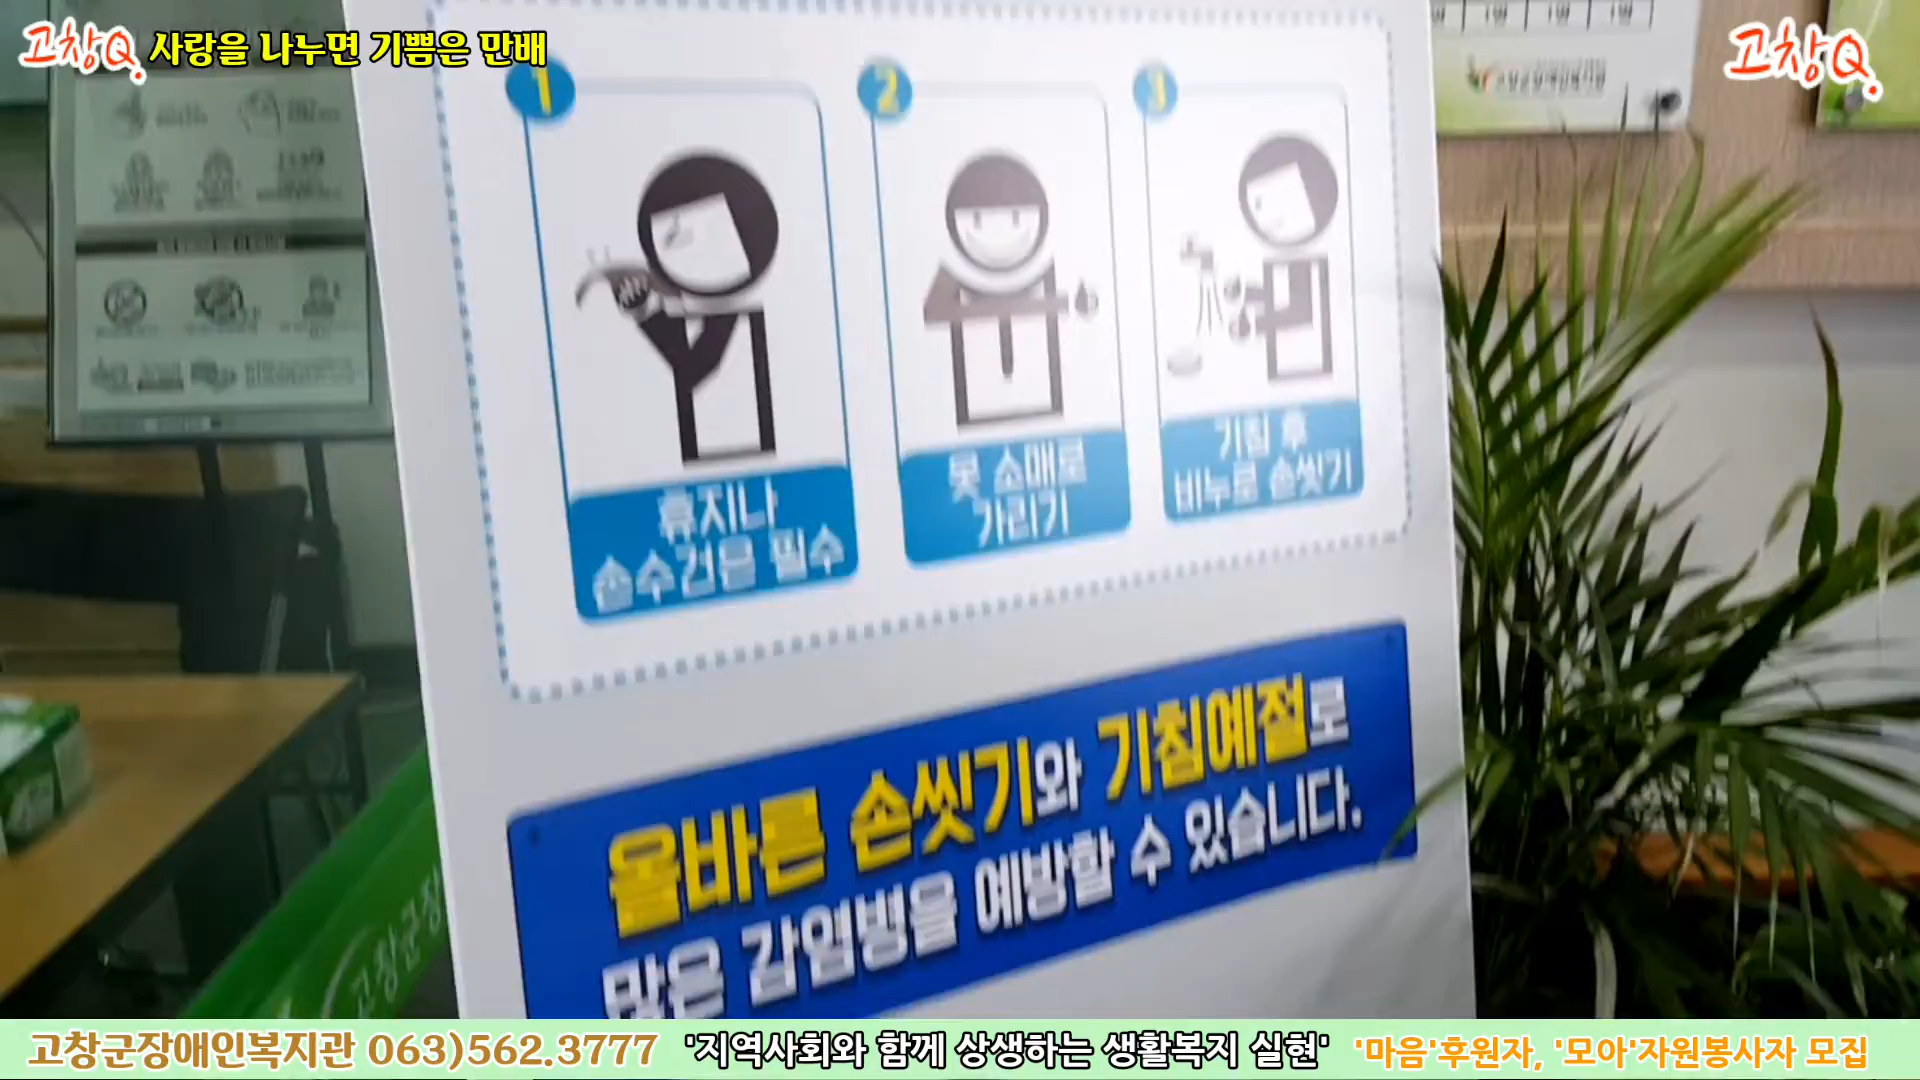 고창Q. 사랑을 나누면 기쁨은 만배
고창Q.
1
2
3
휴지나
손수건은 필수
옷 소매로
가리기
기침 후
비누로 손씻기
올바른 손씻기와 기침예절로
많은 감염병을 예방할 수 있습니다.
고창군장
고창군장애인복지관 063)562.3777 '지역사회와 함께 상생하는 생활복지 실현' '마음'후원자, '모아'자원봉사자 모집